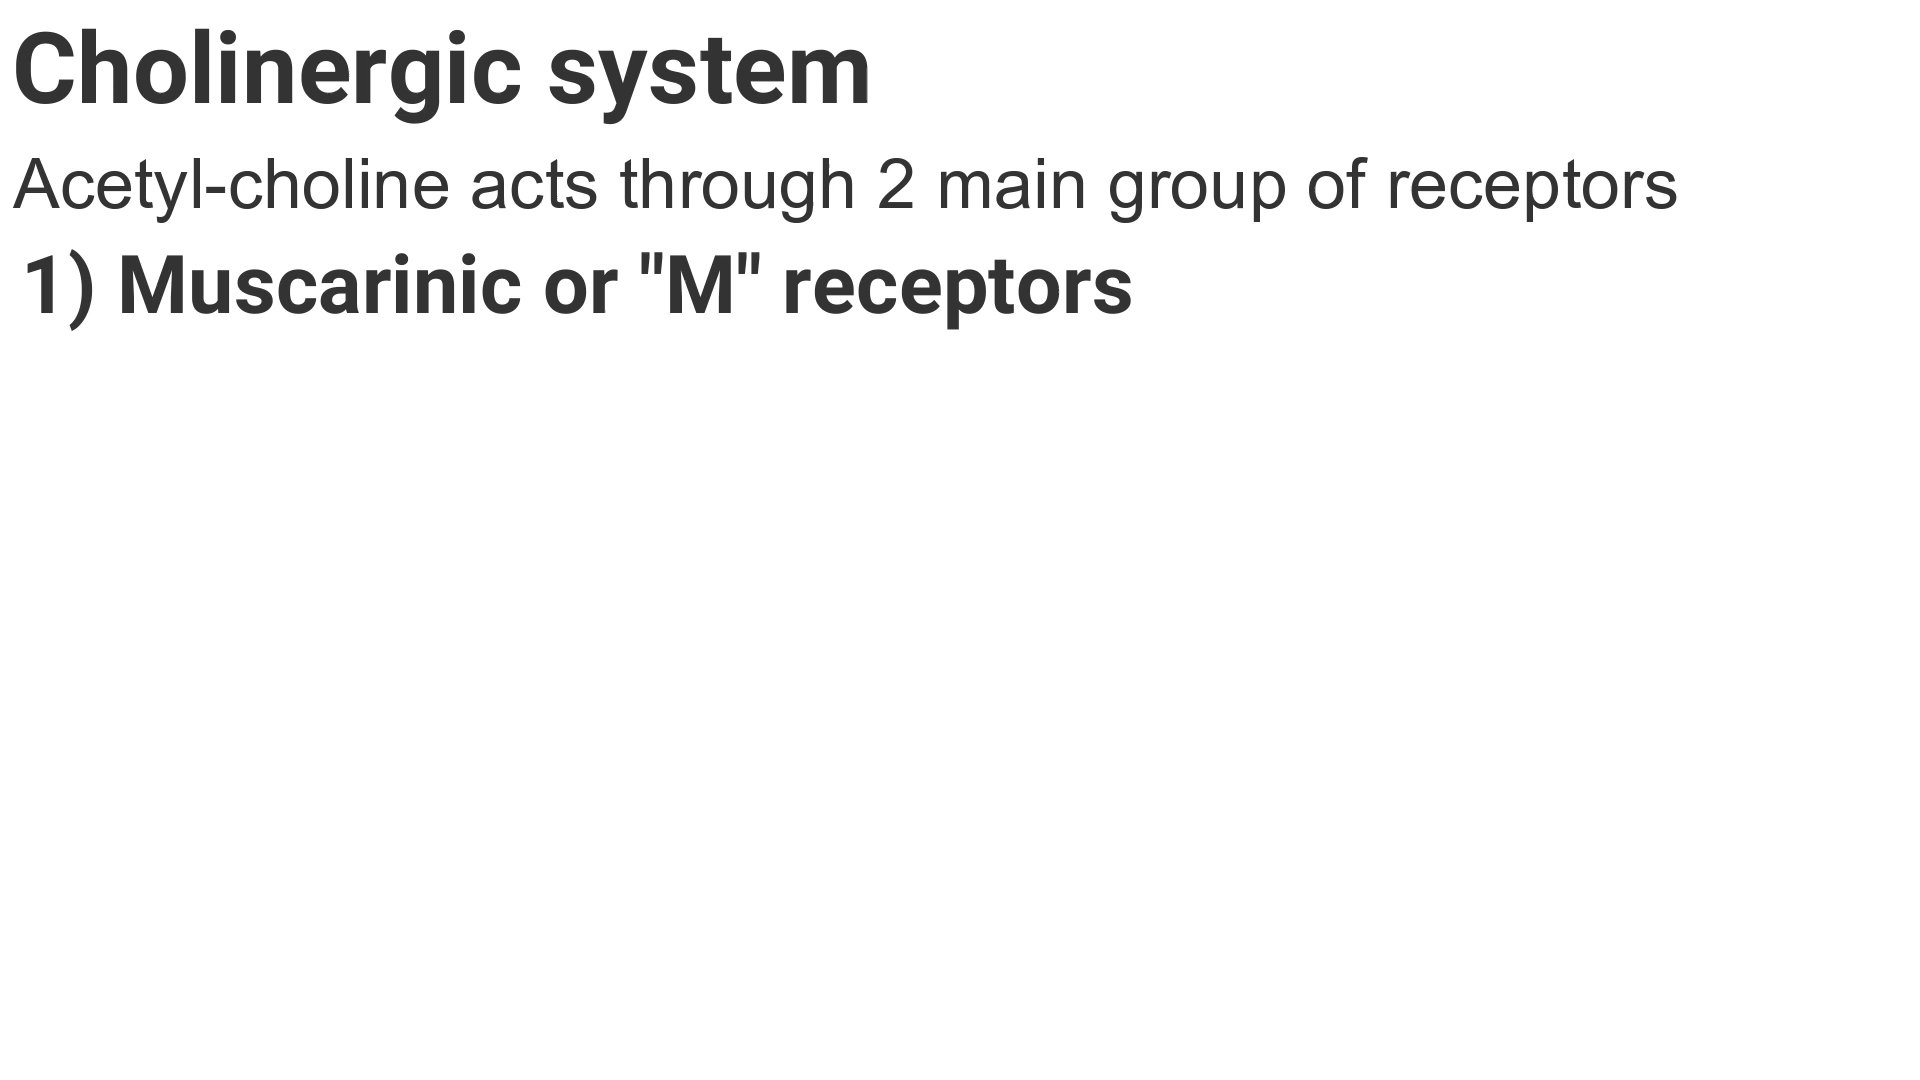 Cholinergic system
Acetyl-choline acts through 2 main group of receptors
1) Muscarinic or "M" receptors